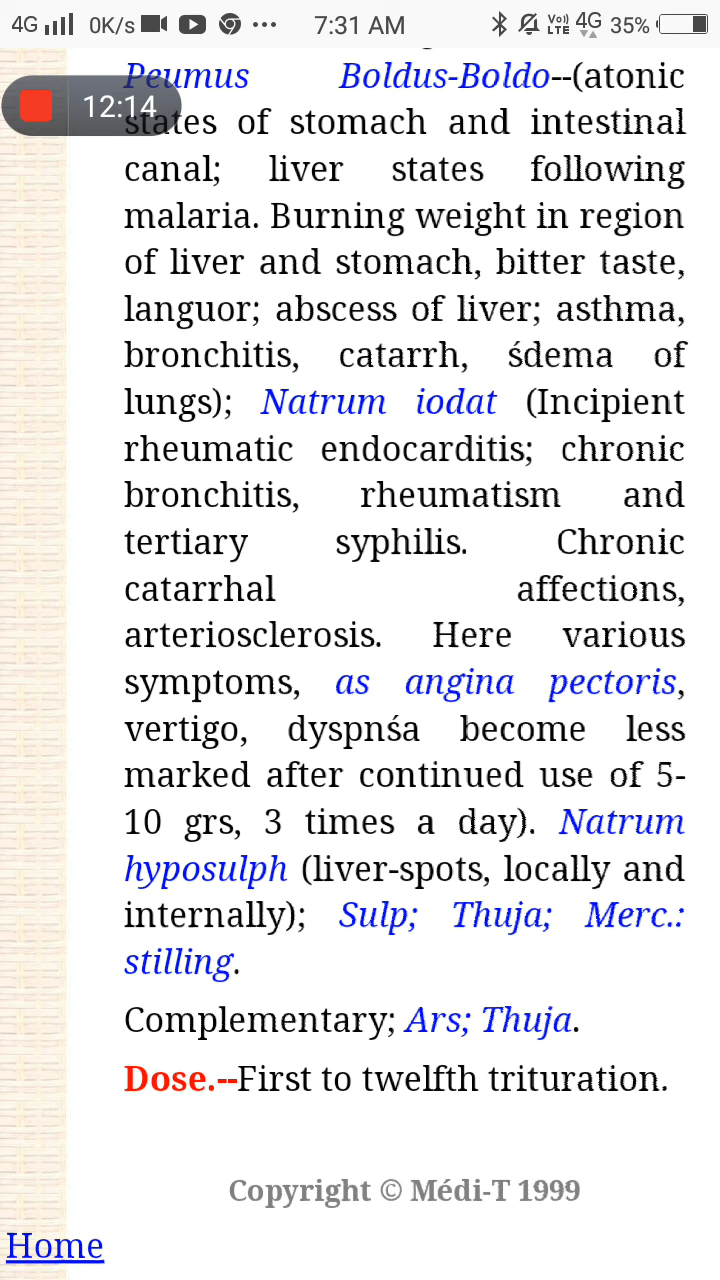 4G 0K/s 7:31 AM Vo)) LTE 4G 35%
Peumus Boldus-Boldo--(atonic
12:14
states of stomach and intestinal
canal; liver states following
malaria. Burning weight in region
of liver and stomach, bitter taste,
languor; abscess of liver; asthma,
bronchitis, catarrh, śdema of
lungs); Natrum iodat (Incipient
rheumatic endocarditis; chronic
bronchitis, rheumatism and
tertiary syphilis. Chronic
catarrhal affections,
arteriosclerosis. Here various
symptoms, as angina pectoris,
vertigo, dyspnśa become less
marked after continued use of 5-
10 grs, 3 times a day). Natrum
hyposulph (liver-spots, locally and
internally); Sulp; Thuja; Merc.:
stilling.
Complementary; Ars; Thuja.
Dose.--First to twelfth trituration.
Copyright © Médi-T 1999
Home